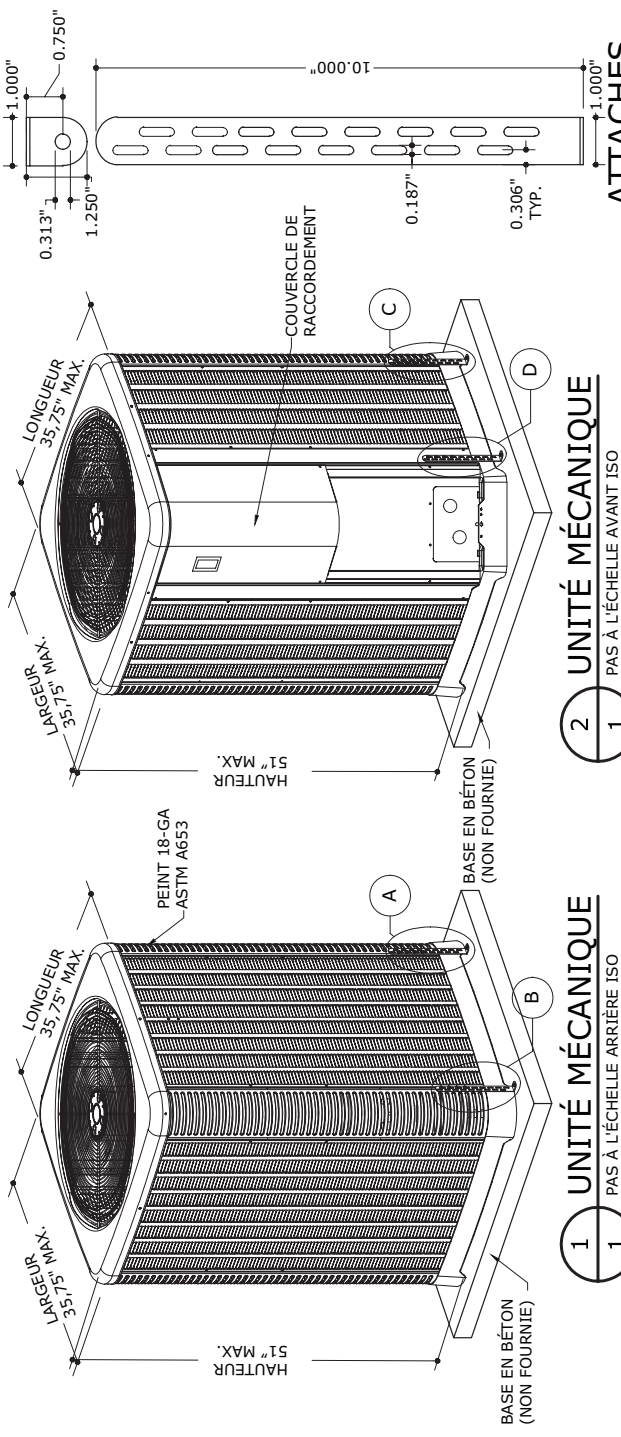 LARGEUR
35,75" MAX.
LONGUEUR
35,75" MAX.
HAUTEUR
51" MAX.
PEINT 18-GA
ASTM A653
A
B
BASE EN BÉTON
(NON FOURNIE)
1
1
UNITÉ MÉCANIQUE
PAS À L'ÉCHELLE ARRIÈRE ISO
LARGEUR
35,75" MAX.
LONGUEUR
35,75" MAX.
HAUTEUR
51" MAX.
COUVERCLE DE
RACCORDEMENT
C
D
BASE EN BÉTON
(NON FOURNIE)
2
1
UNITÉ MÉCANIQUE
PAS À L'ÉCHELLE AVANT ISO
1.000"
0.750"
0.313"
1.250"
10.000"
0.187"
0.306"
TYP.
1.000"
ATTACHES